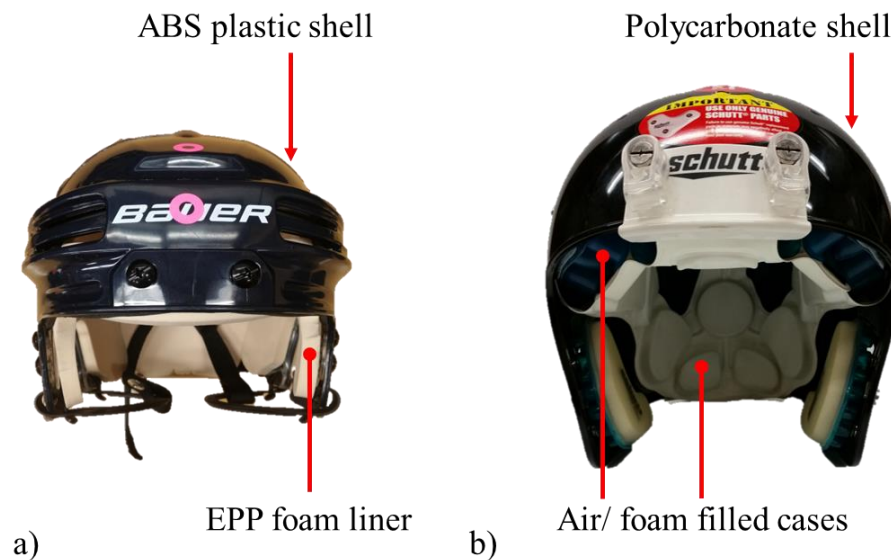 ABS plastic shell
Polycarbonate shell
IMPORTANT
USE ONLY GENUINE
SCHUTT® PARTS
schutt
BAUER
EPP foam liner
Air/ foam filled cases
a)
b)